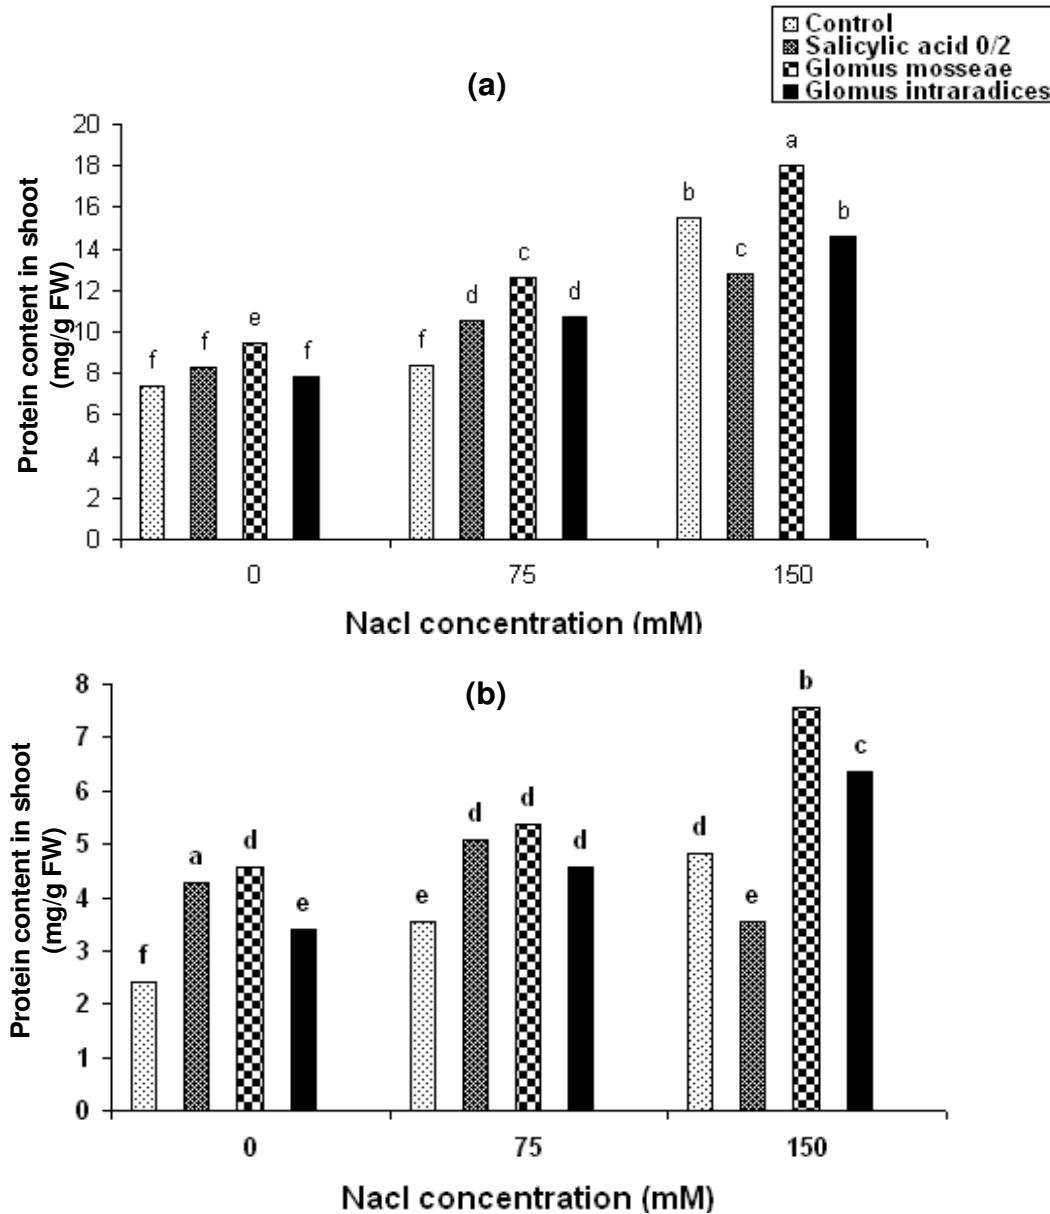 Control
Salicylic acid 0/2
Glomus mosseae
Glomus intraradices
(a)
Protein content in shoot
(mg/g FW)
20
18
16
14
12
10
8
6
4
2
0
f
f
e
f
f
d
c
d
b
c
a
b
0
75
150
Nacl concentration (mM)
(b)
Protein content in shoot
(mg/g FW)
8
7
6
5
4
3
2
1
0
f
a
d
e
e
d
d
d
d
e
b
c
0
75
150
Nacl concentration (mM)